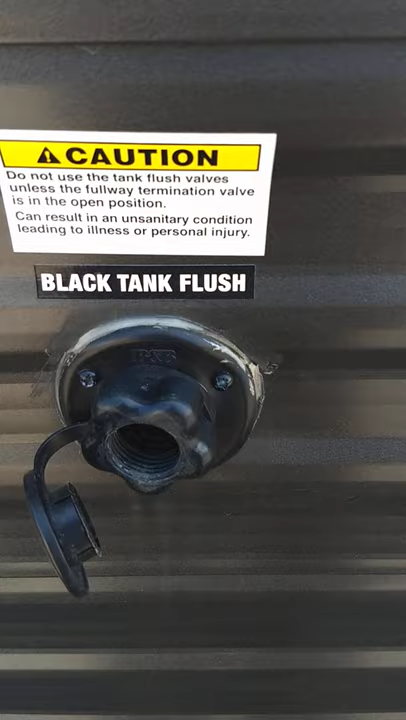 CAUTION
Do not use the tank flush valves
unless the fullway termination valve
is in the open position.
Can result in an unsanitary condition
leading to illness or personal injury.
BLACK TANK FLUSH